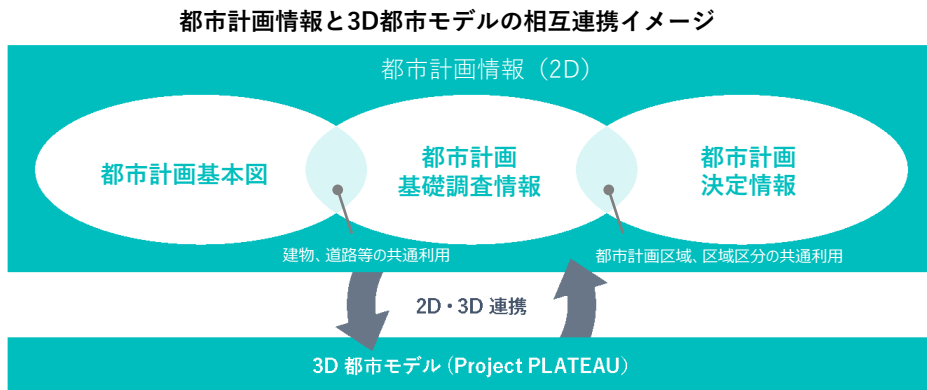 都市計画情報と3D都市モデルの相互連携イメージ
都市計画情報（2D）
都市計画基本図
都市計画
基礎調査情報
都市計画
決定情報
建物、道路等の共通利用
都市計画区域、区域区分の共通利用
2D・3D 連携
3D 都市モデル（Project PLATEAU）